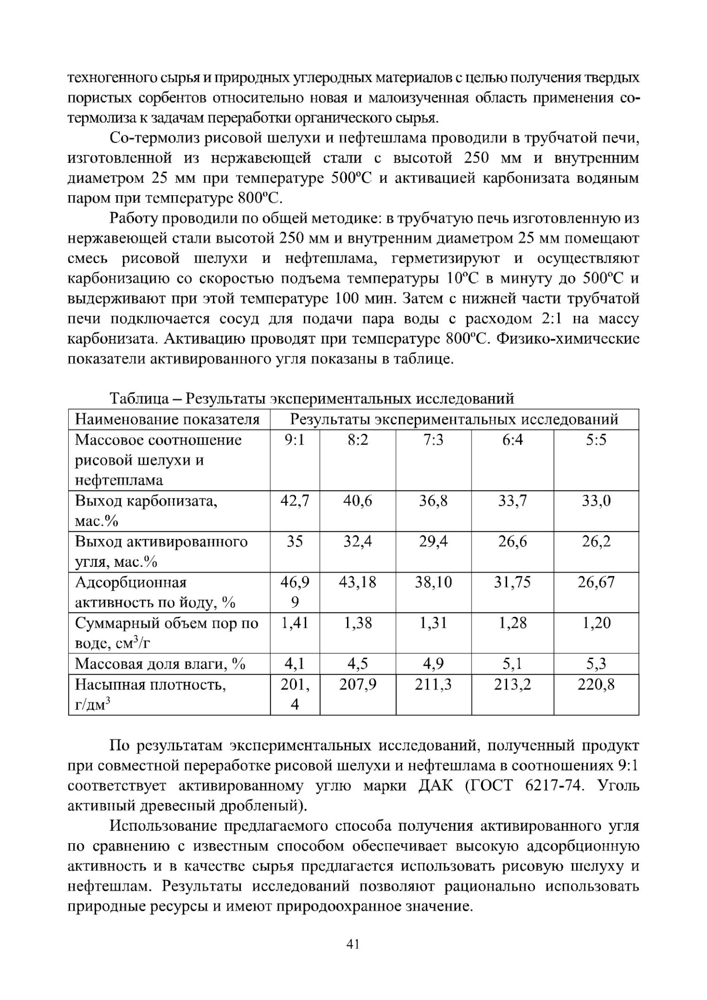 техногенного сырья и природных углеродных материалов с целью получения твердых
пористых сорбентов относительно новая и малоизученная область применения со-
термолиза к задачам переработки органического сырья.
Со-термолиз рисовой шелухи и нефтешлама проводили в трубчатой печи,
изготовленной из нержавеющей стали с высотой 250 мм и внутренним
диаметром 25 мм при температуре 500ºС и активацией карбонизата водяным
паром при температуре 800ºС.
Работу проводили по общей методике: в трубчатую печь изготовленную из
нержавеющей стали высотой 250 мм и внутренним диаметром 25 мм помещают
смесь рисовой шелухи и нефтешлама, герметизируют и осуществляют
карбонизацию со скоростью подъема температуры 10ºС в минуту до 500ºС и
выдерживают при этой температуре 100 мин. Затем с нижней части трубчатой
печи подключается сосуд для подачи пара воды с расходом 2:1 на массу
карбонизата. Активацию проводят при температуре 800ºС. Физико-химические
показатели активированного угля показаны в таблице.
Таблица – Результаты экспериментальных исследований
Наименование показателя Результаты экспериментальных исследований
Массовое соотношение 9:1 8:2 7:3 6:4 5:5
рисовой шелухи и
нефтешлама
Выход карбонизата, 42,7 40,6 36,8 33,7 33,0
мас.%
Выход активированного 35 32,4 29,4 26,6 26,2
угля, мас.%
Адсорбционная 46,9 43,18 38,10 31,75 26,67
активность по йоду, % 9
Суммарный объем пор по 1,41 1,38 1,31 1,28 1,20
воде, см³/г
Массовая доля влаги, % 4,1 4,5 4,9 5,1 5,3
Насыпная плотность, 201, 207,9 211,3 213,2 220,8
г/дм³ 4
По результатам экспериментальных исследований, полученный продукт
при совместной переработке рисовой шелухи и нефтешлама в соотношениях 9:1
соответствует активированному углю марки ДАК (ГОСТ 6217-74. Уголь
активный древесный дробленый).
Использование предлагаемого способа получения активированного угля
по сравнению с известным способом обеспечивает высокую адсорбционную
активность и в качестве сырья предлагается использовать рисовую шелуху и
нефтешлам. Результаты исследований позволяют рационально использовать
природные ресурсы и имеют природоохранное значение.
41